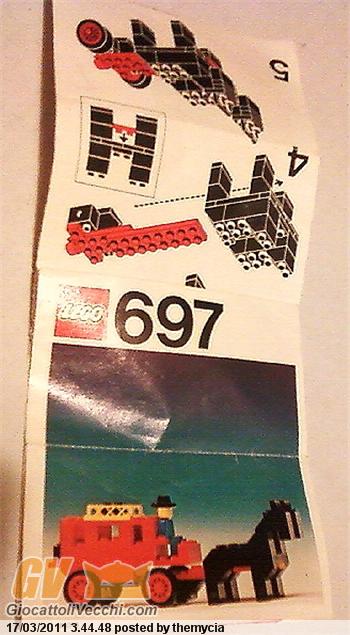 5
4
LEGO
697
GV
GiocattoliVecchi.com
17/03/2011 3.44.48 posted by themycia